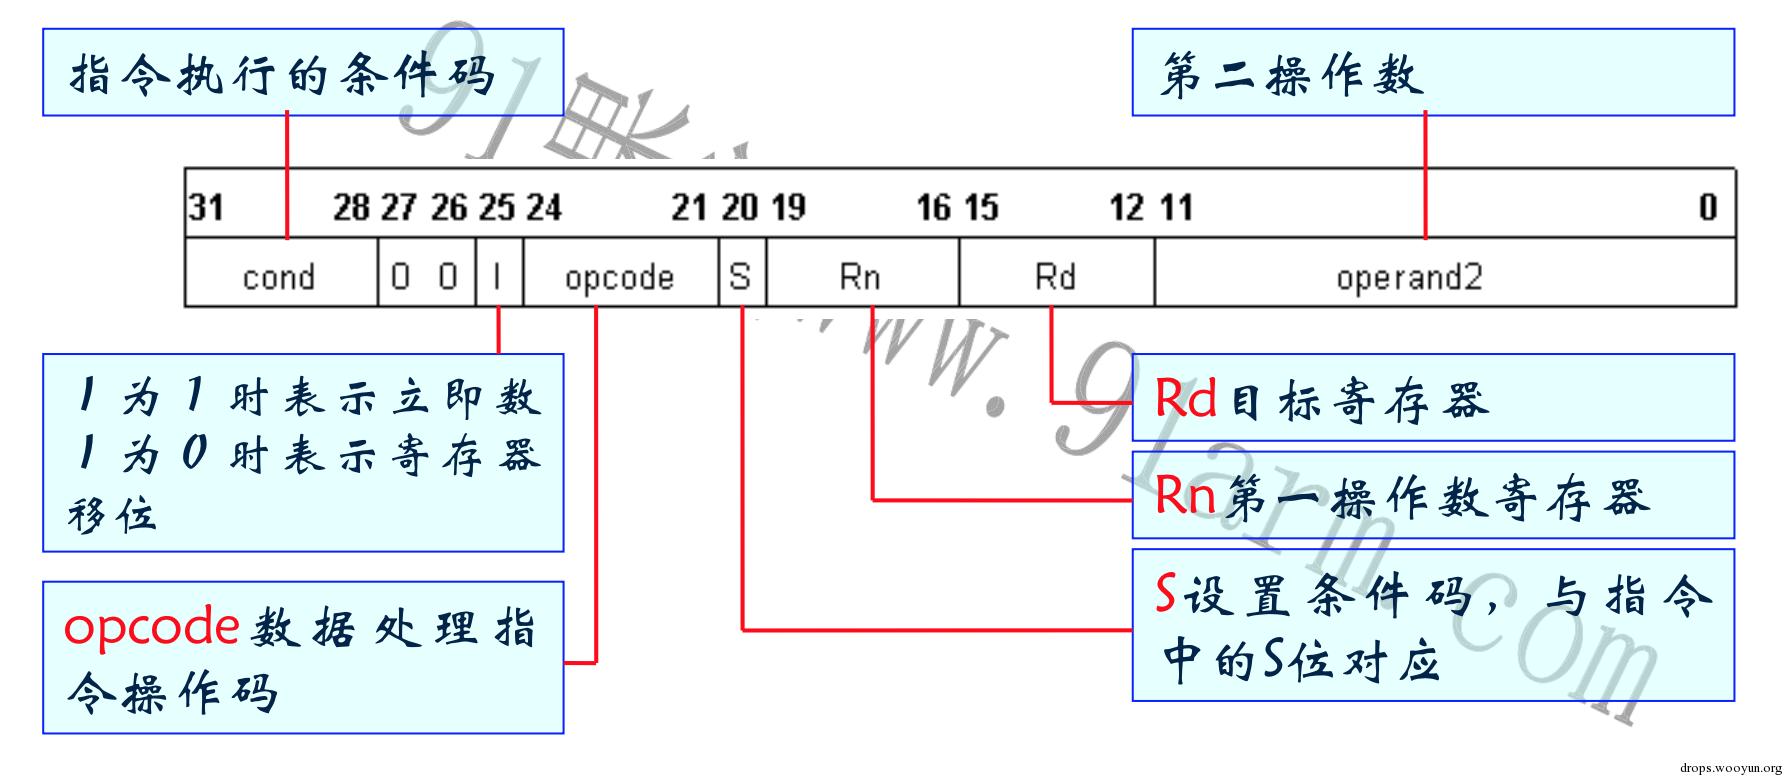 指令执行的条件码
第二操作数
31 28 27 26 25 24 21 20 19 16 15 12 11 0
cond 0 0 I opcode S Rn Rd operand2
I为1时表示立即数
I为0时表示寄存器
移位
opcode数据处理指
令操作码
Rd目标寄存器
Rn第一操作数寄存器
S设置条件码，与指令
中的S位对应
www.91arm.com
drops.wooyun.org